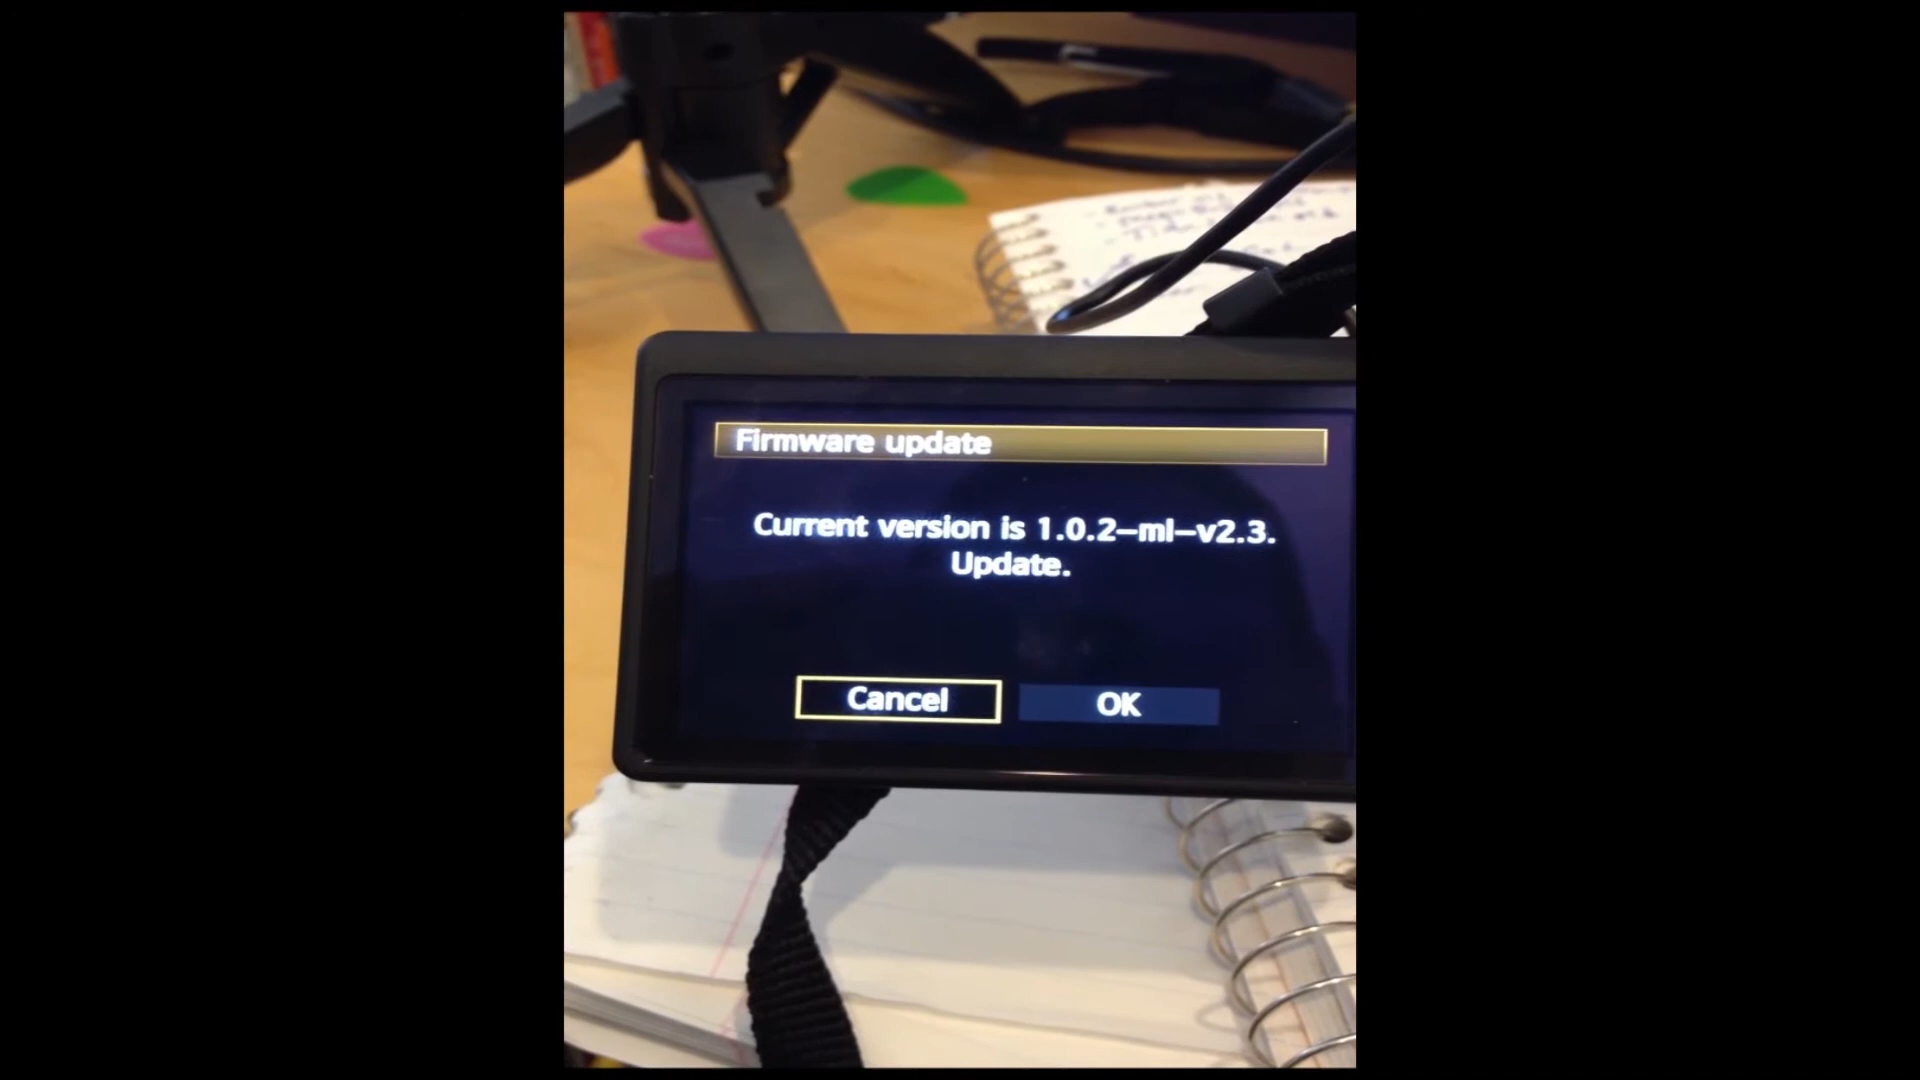 Firmware update
Current version is 1.0.2-ml-v2.3.
Update.
Cancel
OK